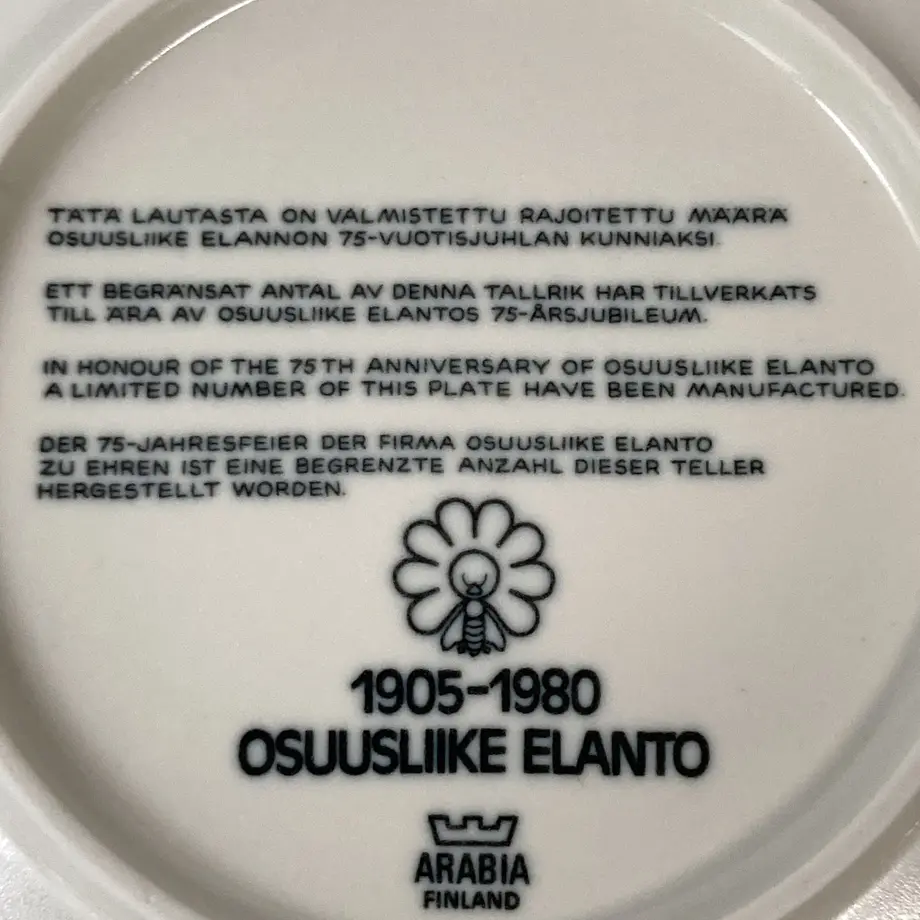 TÄTÄ LAUTASTA ON VALMISTETTU RAJOITETTU MÄÄRÄ
OSUUSLIIKE ELANNON 75-VUOTISJUHLAN KUNNIAKSI.
ETT BEGRÄNSAT ANTAL AV DENNA TALLRIK HAR TILLVERKATS
TILL ÄRA AV OSUUSLIIKE ELANTOS 75-ÅRSJUBILEUM.
IN HONOUR OF THE 75TH ANNIVERSARY OF OSUUSLIIKE ELANTO
A LIMITED NUMBER OF THIS PLATE HAVE BEEN MANUFACTURED.
DER 75-JAHRESFEIER DER FIRMA OSUUSLIIKE ELANTO
ZU EHREN IST EINE BEGRENZTE ANZAHL DIESER TELLER
HERGESTELLT WORDEN.
1905-1980
OSUUSLIIKE ELANTO
ARABIA
FINLAND